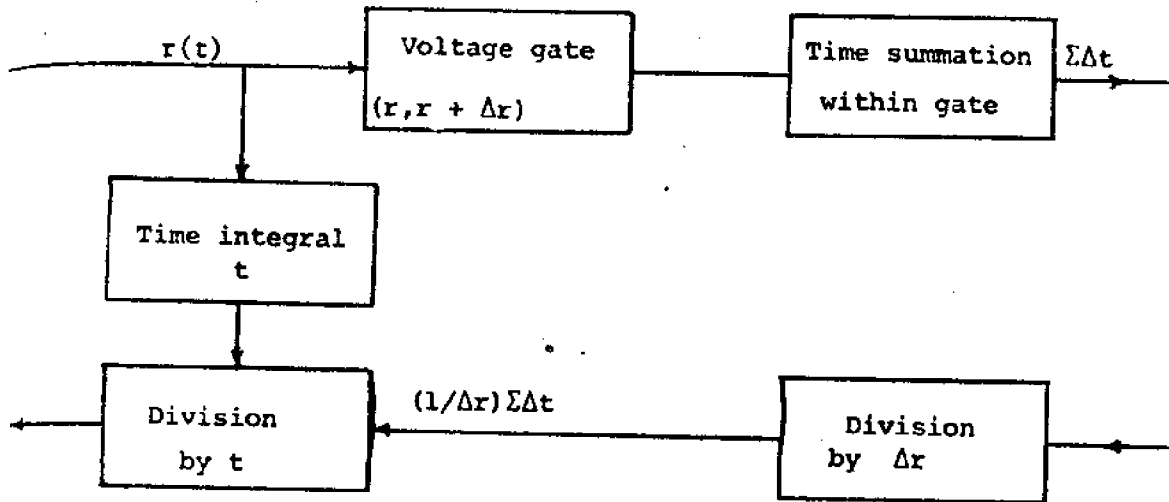 r(t)
Voltage gate
(r,r + Δr)
Time summation
within gate
ΣΔt
Time integral
t
Division
by t
(1/Δr)ΣΔt
Division
by Δr